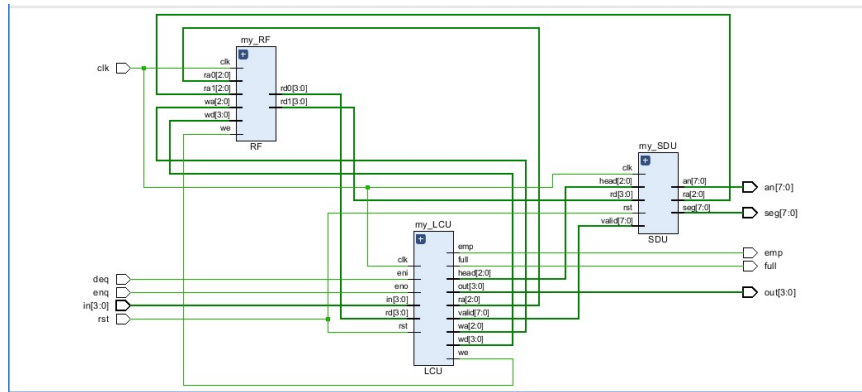 my_RF
clk
clk
ra0[2:0]
ra1[2:0]
wa[2:0]
wd[3:0]
we
rd0[3:0]
rd1[3:0]
RF
my_SDU
clk
head[2:0]
rd[3:0]
rst
valid[7:0]
an[7:0]
ra[2:0]
seg[7:0]
SDU
an[7:0]
seg[7:0]
my_LCU
deq
enq
in[3:0]
rst
clk
eni
eno
in[3:0]
rd[3:0]
rst
emp
full
head[2:0]
out[3:0]
ra[2:0]
valid[7:0]
wa[2:0]
wd[3:0]
we
LCU
emp
full
out[3:0]